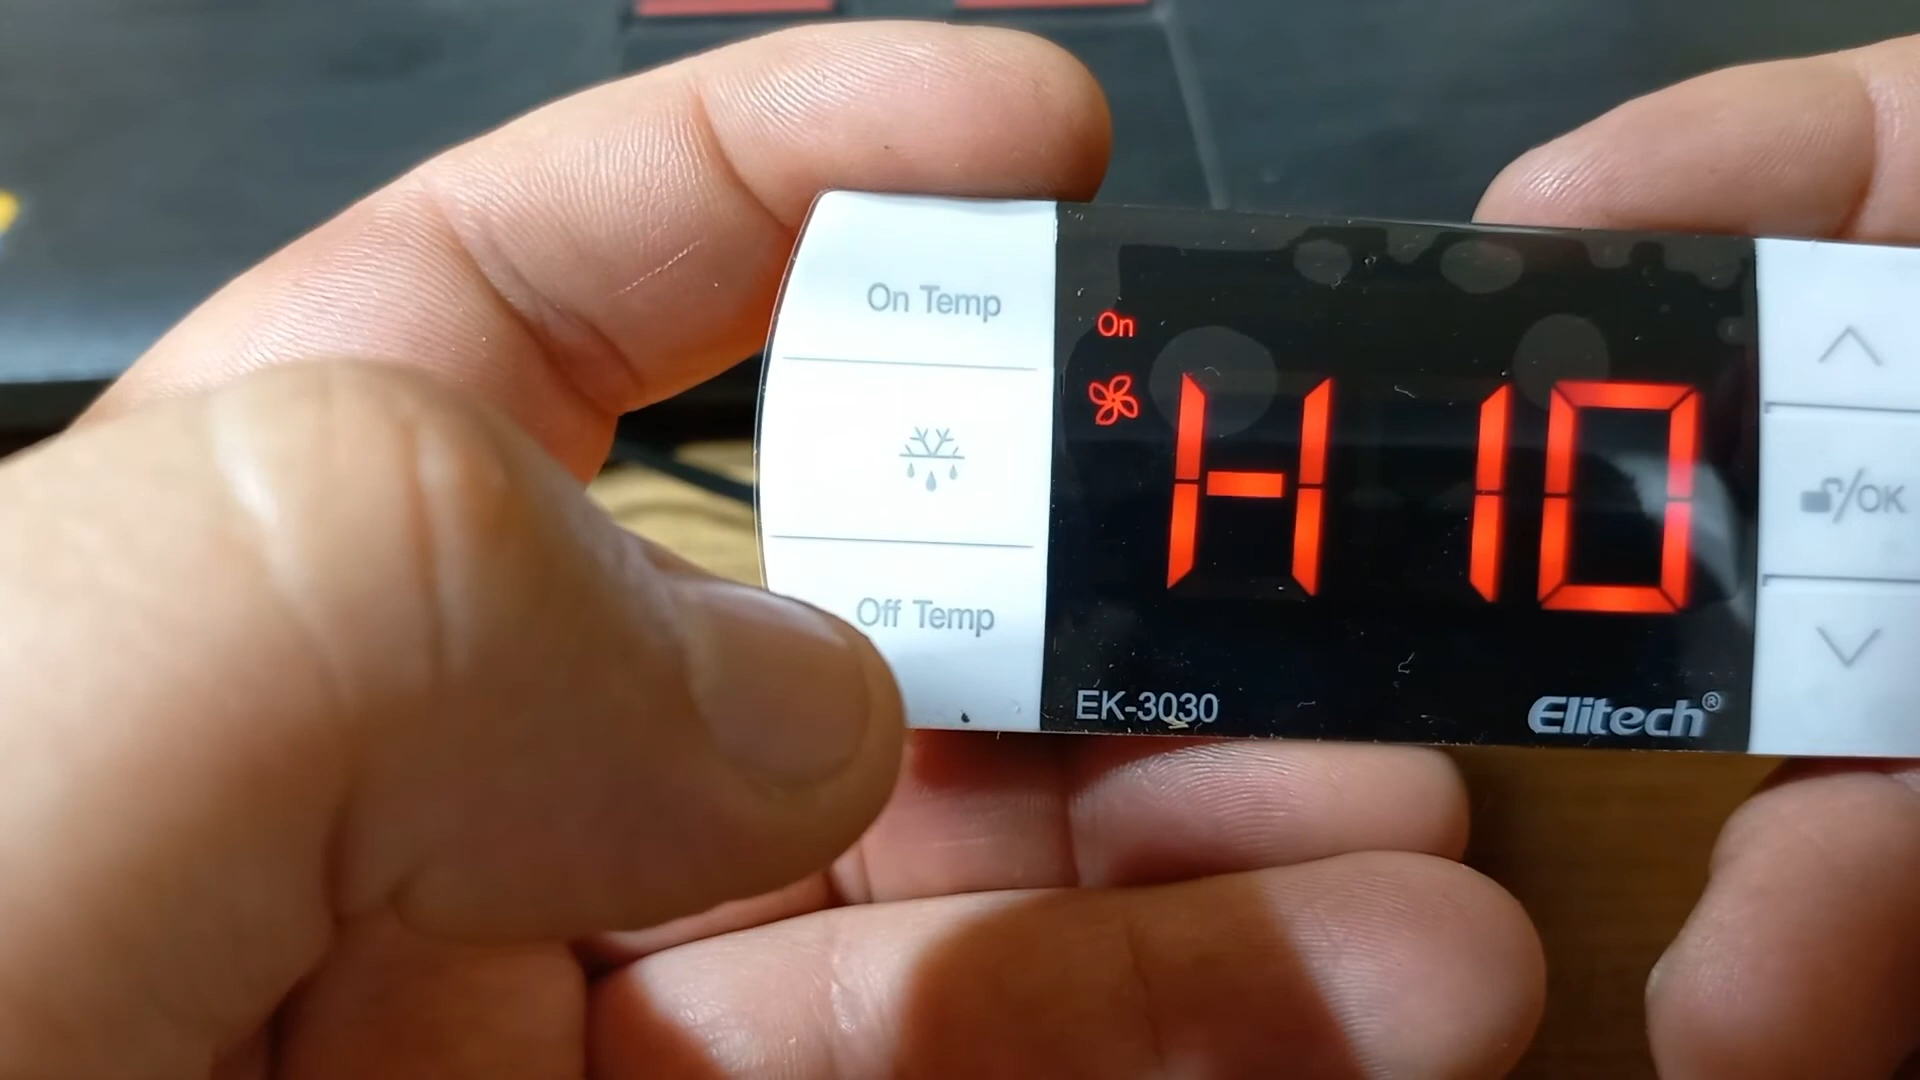 On Temp
On
H 10
/OK
Off Temp
EK-3030
Elitech®